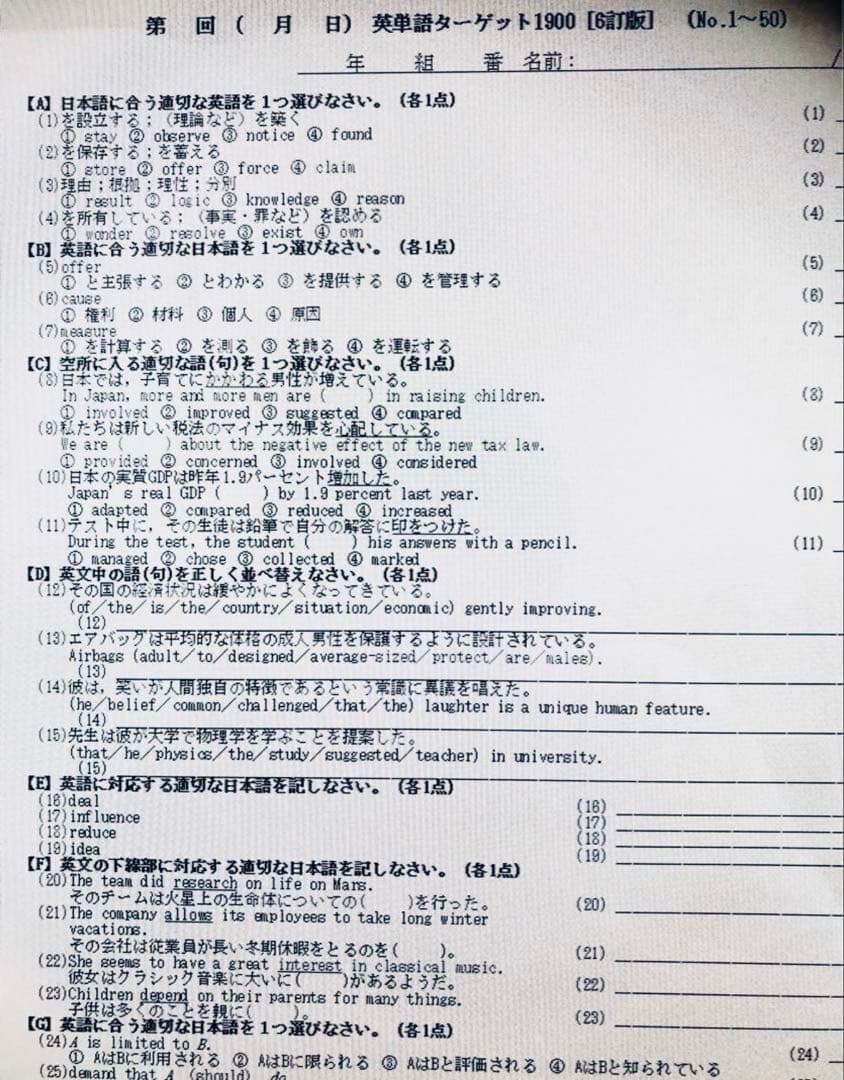 第　回（　月　日） 英単語ターゲット1900［6訂版］　（No.1～50）
年　組　番 名前：
【A】日本語に合う適切な英語を１つ選びなさい。（各1点）
(1)を設立する；（理論など）を築く (1)
① stay ② observe ③ notice ④ found
(2)を保存する；を蓄える (2)
① store ② offer ③ force ④ claim
(3)理由；根拠；理性；分別 (3)
① result ② logic ③ knowledge ④ reason
(4)を所有している；（事実・罪など）を認める (4)
① wonder ② resolve ③ exist ④ own
【B】英語に合う適切な日本語を１つ選びなさい。（各1点）
(5)offer (5)
① と主張する ② とわかる ③ を提供する ④ を管理する
(6)cause (6)
① 権利 ② 材料 ③ 個人 ④ 原因
(7)measure (7)
① を計算する ② を測る ③ を飾る ④ を運転する
【C】空所に入る適切な語(句)を１つ選びなさい。（各1点）
(8)日本では，子育てにかかわる男性が増えている。
In Japan, more and more men are (　　) in raising children. (8)
① involved ② improved ③ suggested ④ compared
(9)私たちは新しい税法のマイナス効果を心配している。
We are (　　) about the negative effect of the new tax law. (9)
① provided ② concerned ③ involved ④ considered
(10)日本の実質GDPは昨年1.9パーセント増加した。
Japan's real GDP (　　) by 1.9 percent last year. (10)
① adapted ② compared ③ reduced ④ increased
(11)テスト中に，その生徒は鉛筆で自分の解答に印をつけた。
During the test, the student (　　) his answers with a pencil. (11)
① managed ② chose ③ collected ④ marked
【D】英文中の語(句)を正しく並べ替えなさい。（各1点）
(12)その国の経済状況は緩やかによくなってきている。
(of／the／is／the／country／situation／economic) gently improving.
(12)
(13)エアバッグは平均的な体格の成人男性を保護するように設計されている。
Airbags (adult／to／designed／average-sized／protect／are／males).
(13)
(14)彼は，笑いが人間独自の特徴であるという常識に異議を唱えた。
(he／belief／common／challenged／that／the) laughter is a unique human feature.
(14)
(15)先生は彼が大学で物理学を学ぶことを提案した。
(that／he／physics／the／study／suggested／teacher) in university.
(15)
【E】英語に対応する適切な日本語を記しなさい。（各1点）
(16)deal (16)
(17)influence (17)
(18)reduce (18)
(19)idea (19)
【F】英文の下線部に対応する適切な日本語を記しなさい。（各1点）
(20)The team did research on life on Mars.
そのチームは火星上の生命体についての(　　)を行った。 (20)
(21)The company allows its employees to take long winter
vacations.
その会社は従業員が長い冬期休暇をとるのを(　　)。 (21)
(22)She seems to have a great interest in classical music.
彼女はクラシック音楽に大いに(　　)があるようだ。 (22)
(23)Children depend on their parents for many things.
子供は多くのことを親に(　　)。 (23)
【G】英語に合う適切な日本語を１つ選びなさい。（各1点）
(24)A is limited to B. (24)
① AはBに利用される ② AはBに限られる ③ AはBと評価される ④ AはBと知られている
(25)demand that A (should) do